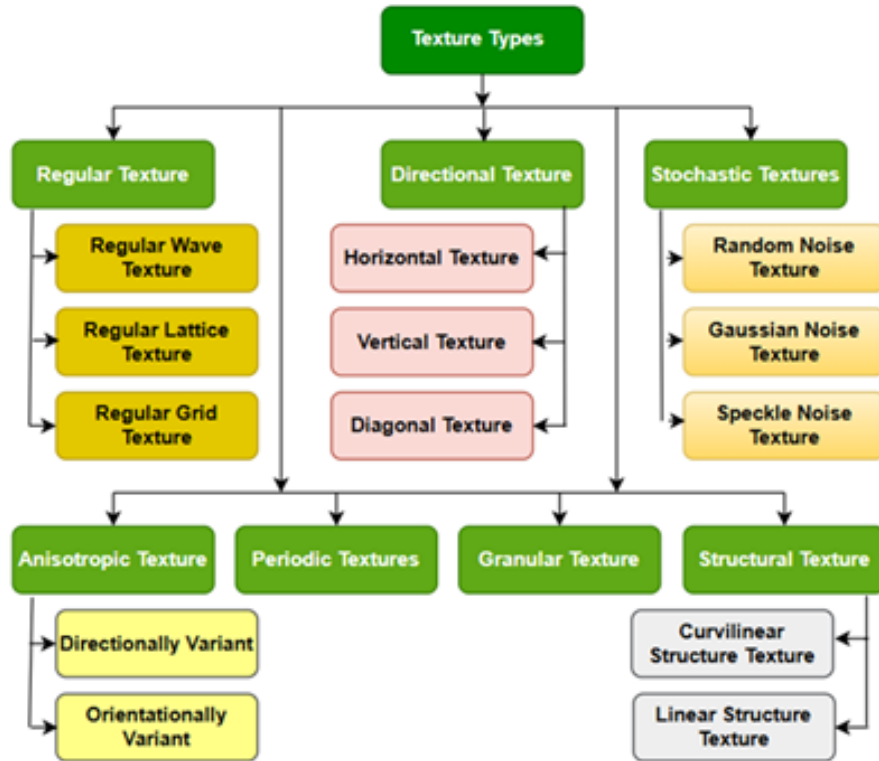 Texture Types
Regular Texture
Directional Texture
Stochastic Textures
Regular Wave
Texture
Horizontal Texture
Random Noise
Texture
Regular Lattice
Texture
Vertical Texture
Gaussian Noise
Texture
Regular Grid
Texture
Diagonal Texture
Speckle Noise
Texture
Anisotropic Texture
Periodic Textures
Granular Texture
Structural Texture
Directionally Variant
Curvilinear
Structure Texture
Orientationally
Variant
Linear Structure
Texture